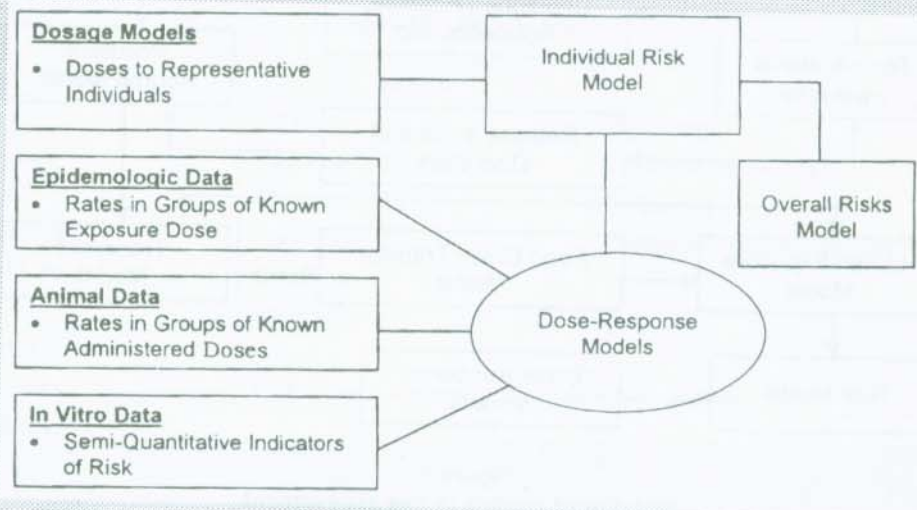 Dosage Models
• Doses to Representative
Individuals
Individual Risk
Model
Epidemologic Data
• Rates in Groups of Known
Exposure Dose
Overall Risks
Model
Animal Data
• Rates in Groups of Known
Administered Doses
Dose-Response
Models
In Vitro Data
• Semi-Quantitative Indicators
of Risk